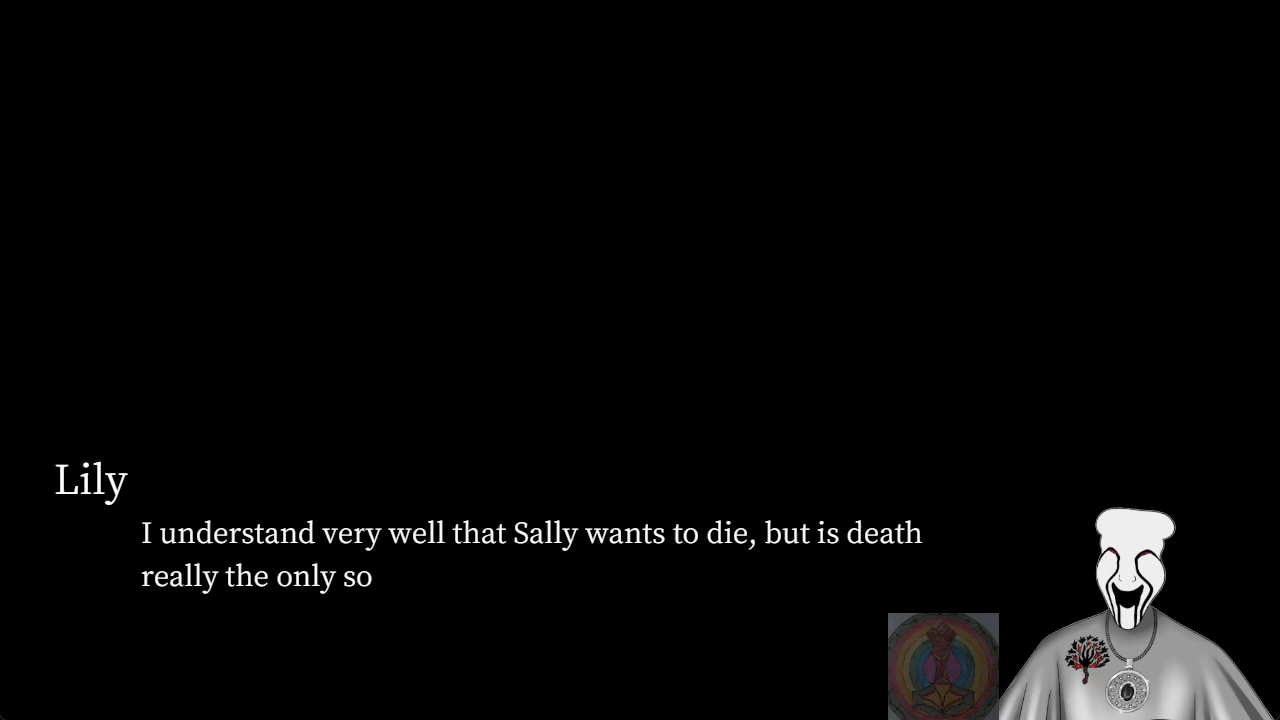 Lily
I understand very well that Sally wants to die, but is death
really the only so